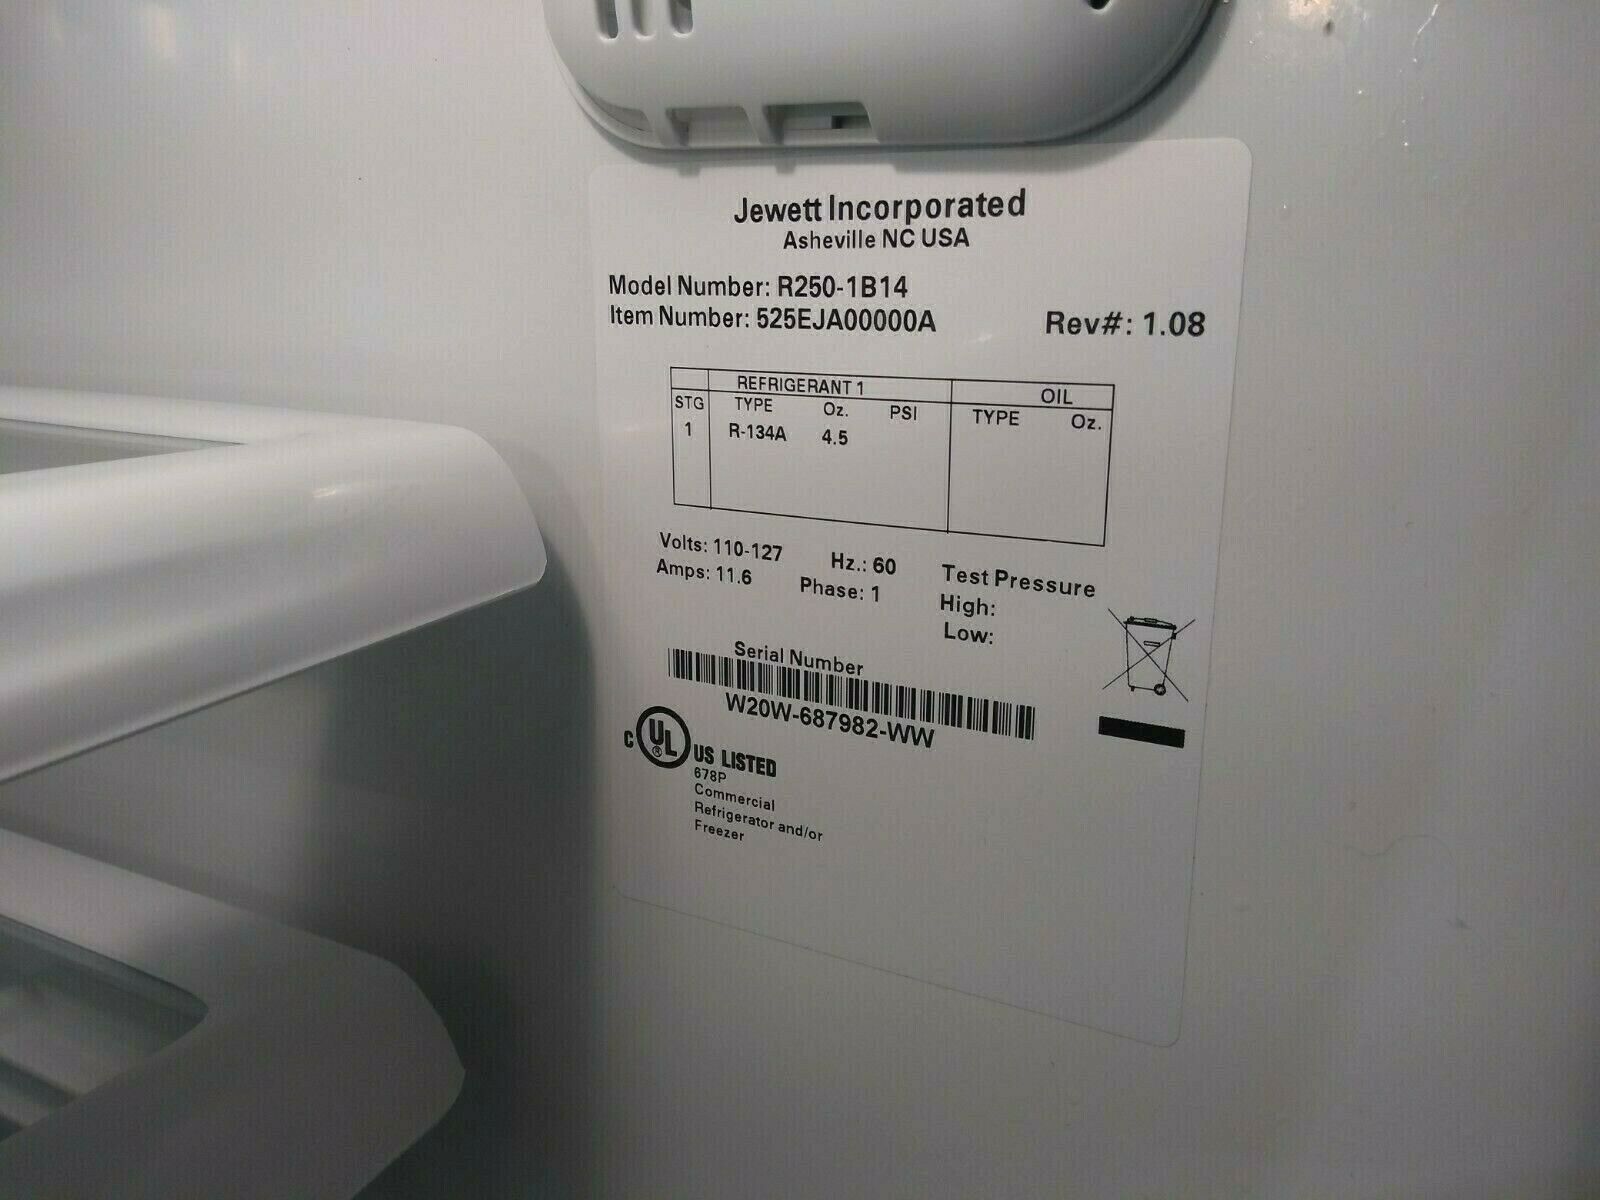 Jewett Incorporated
Asheville NC USA
Model Number: R250-1B14
Item Number: 525EJA00000A Rev#: 1.08
REFRIGERANT 1 OIL
STG TYPE Oz. PSI TYPE Oz.
1 R-134A 4.5
Volts: 110-127 Hz.: 60 Test Pressure
Amps: 11.6 Phase: 1 High:
Low:
Serial Number
W20W-687982-WW
C UL ® US LISTED
678P
Commercial
Refrigerator and/or
Freezer